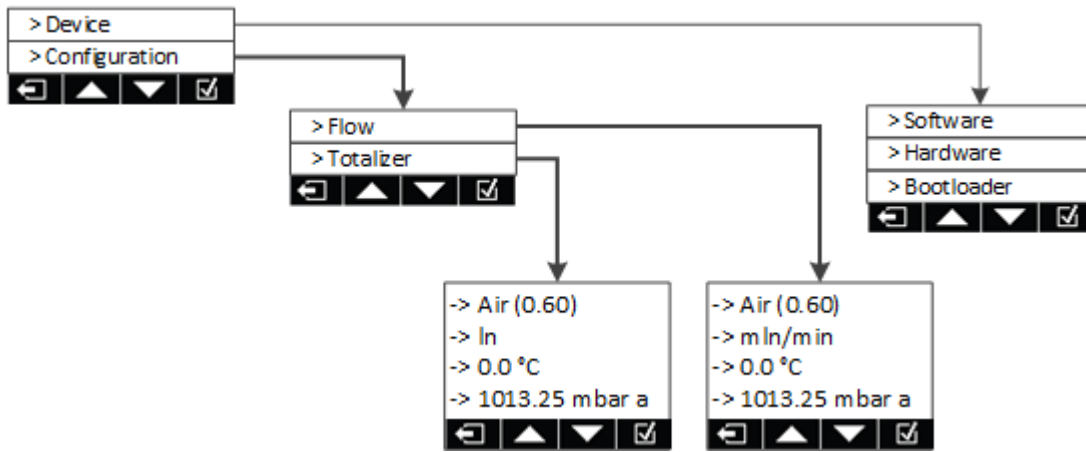 > Device
> Configuration
> Flow
> Totalizer
> Software
> Hardware
> Bootloader
-> Air (0.60)
-> ln
-> 0.0 °C
-> 1013.25 mbar a
-> Air (0.60)
-> mln/min
-> 0.0 °C
-> 1013.25 mbar a